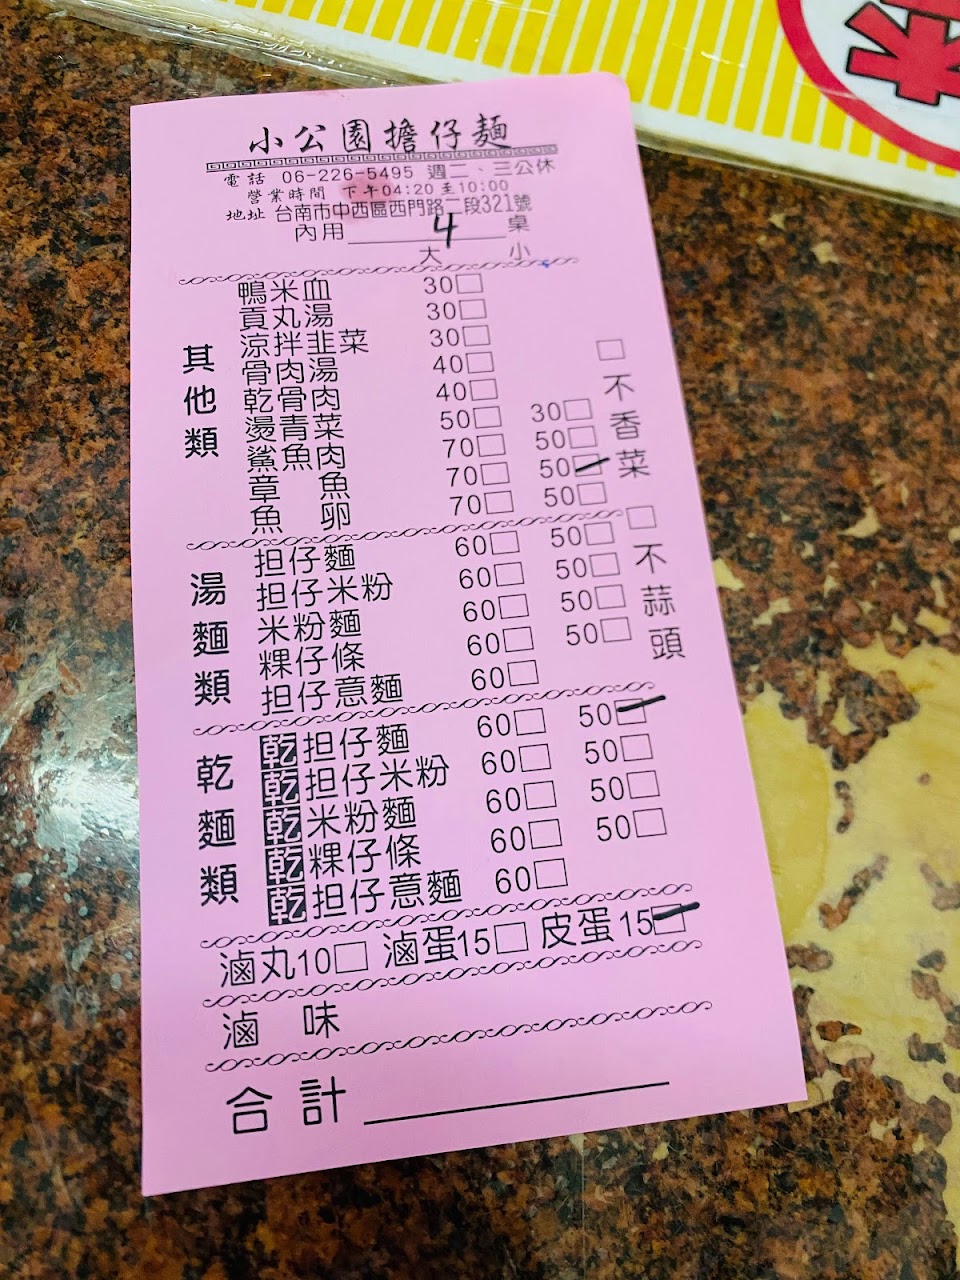 小公園擔仔麵
電話 06-226-5495 週二、三公休
營業時間 下午04:20至10:00
地址 台南市中西區西門路二段321號
內用 4 桌
大 小
其他類
鴨米血 30□
貢丸湯 30□
涼拌韭菜 30□
骨肉湯 40□
乾骨肉 40□
燙青菜 50□ 30□
鯊魚肉 70□ 50□
章魚 70□ 50□
魚卵 70□ 50□
湯麵類
担仔麵 60□ 50□
担仔米粉 60□ 50□
米粉麵 60□ 50□
粿仔條 60□ 50□
担仔意麵 60□
乾麵類
乾担仔麵 60□ 50□
乾担仔米粉 60□ 50□
乾米粉麵 60□ 50□
乾粿仔條 60□ 50□
乾担仔意麵 60□
滷丸10□ 滷蛋15□ 皮蛋15□
滷味
合計
□不香菜
□不蒜頭